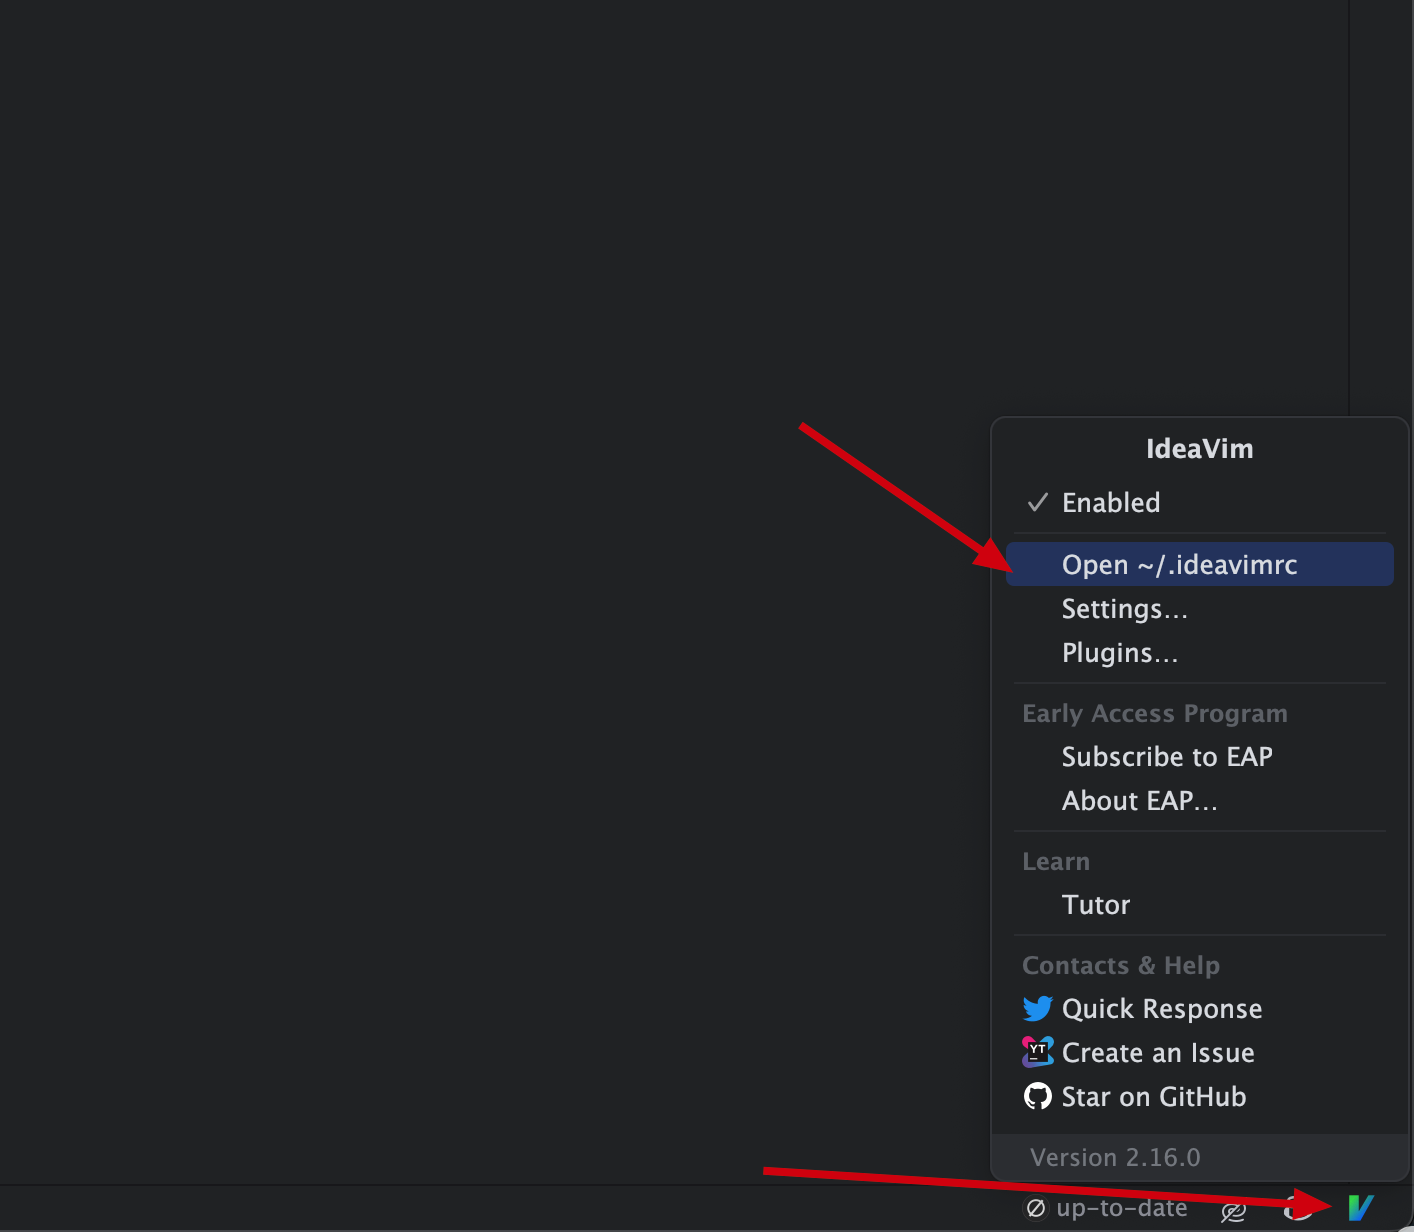 IdeaVim
Enabled
Open ~/.ideavimrc
Settings...
Plugins...
Early Access Program
Subscribe to EAP
About EAP...
Learn
Tutor
Contacts & Help
Quick Response
YT Create an Issue
Star on GitHub
Version 2.16.0
up-to-date